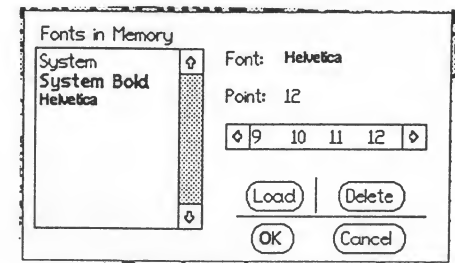 Fonts in Memory
System
System Bold
Helvetica
Font: Helvetica
Point: 12
9 10 11 12
Load Delete
OK Cancel